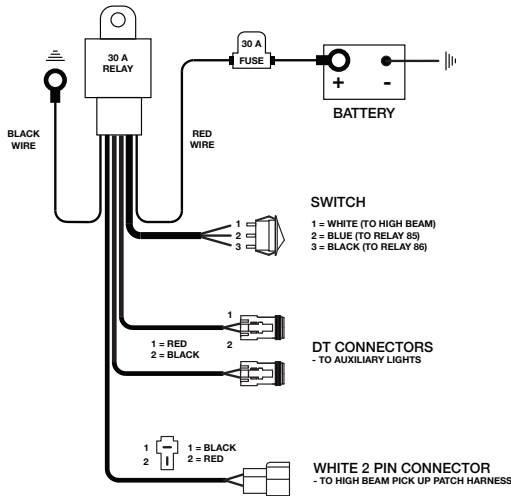 30 A
RELAY
30 A
FUSE
+
-
BATTERY
BLACK
WIRE
RED
WIRE
SWITCH
1
2
3
1 = WHITE (TO HIGH BEAM)
2 = BLUE (TO RELAY 85)
3 = BLACK (TO RELAY 86)
1
2
1 = RED
2 = BLACK
DT CONNECTORS
- TO AUXILIARY LIGHTS
1
2
1 = BLACK
2 = RED
WHITE 2 PIN CONNECTOR
- TO HIGH BEAM PICK UP PATCH HARNESS